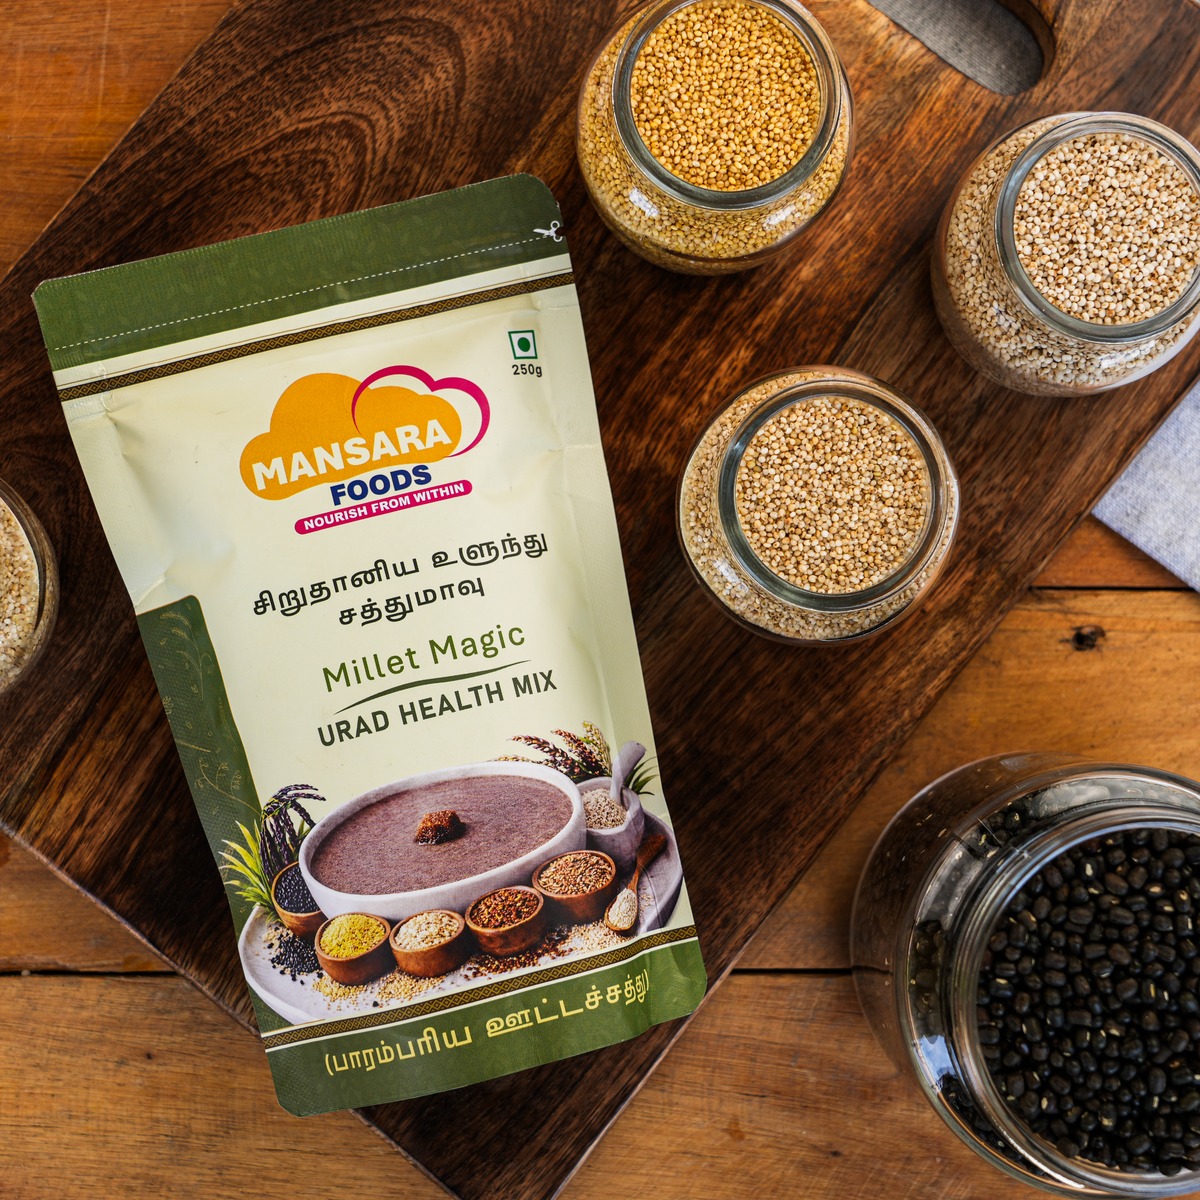 250g
MANSARA
FOODS
NOURISH FROM WITHIN
சிறுதானிய உளுந்து
சத்துமாவு
Millet Magic
URAD HEALTH MIX
(பாரம்பரிய ஊட்டச்சத்து)